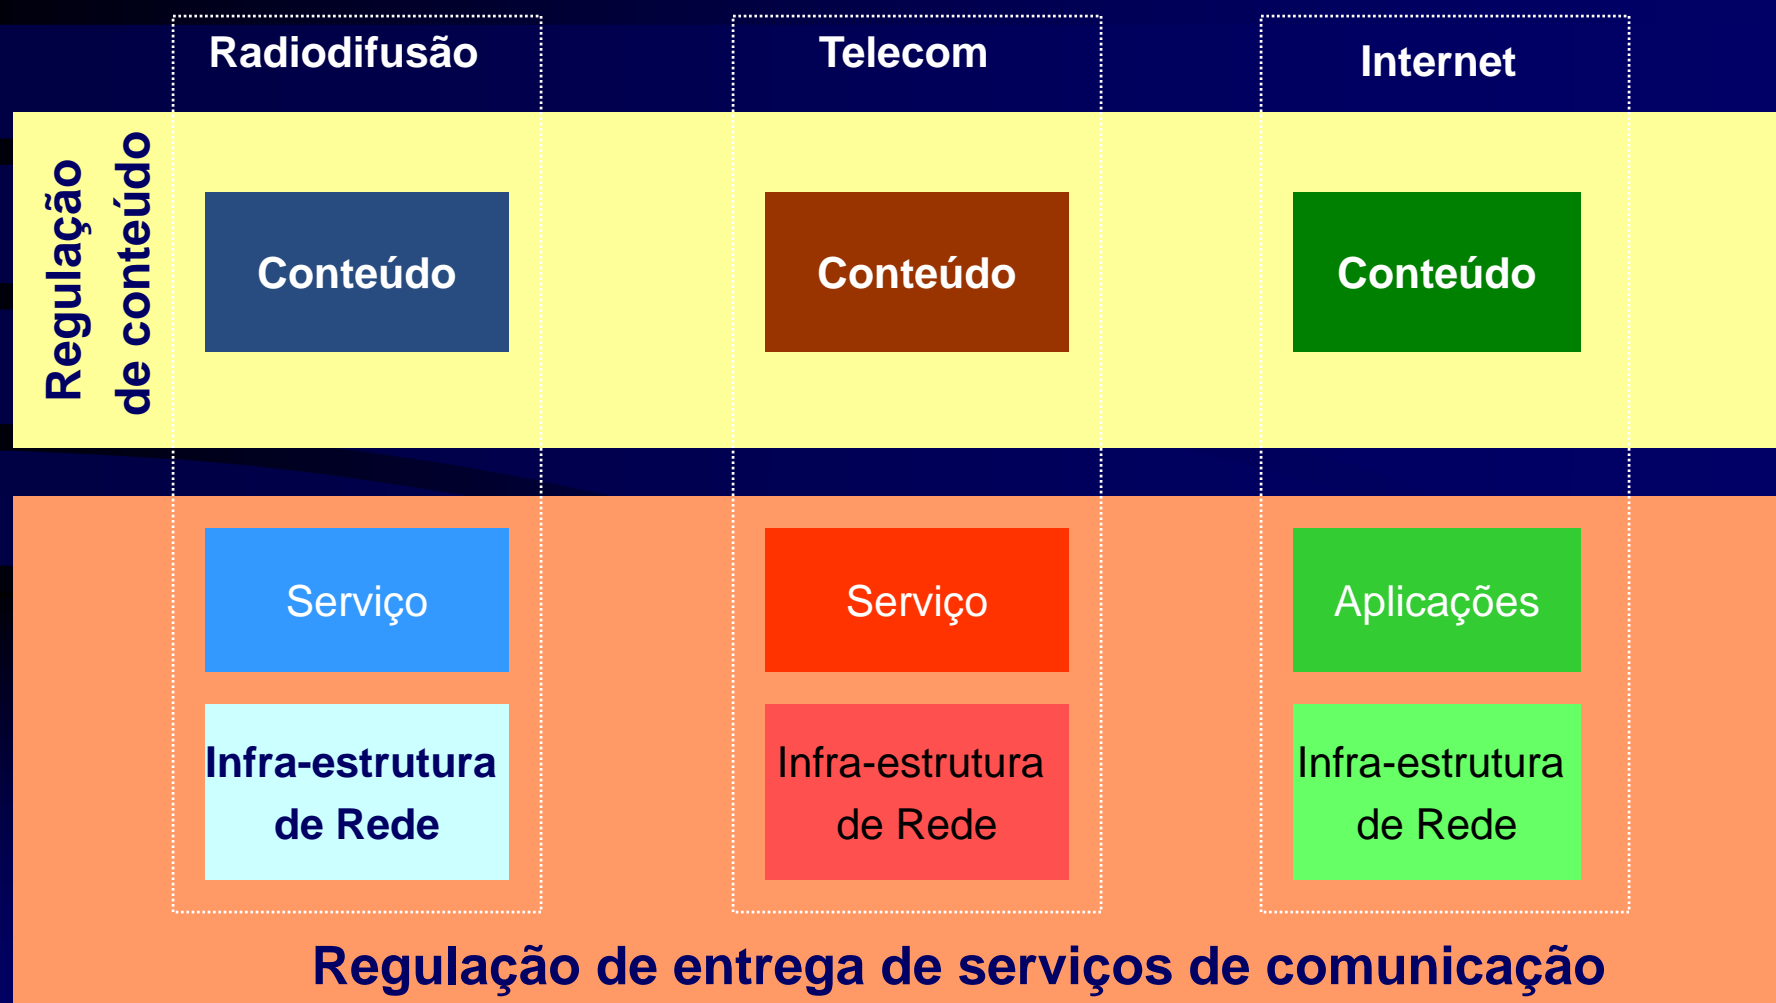 Radiodifusão
Telecom
Internet
Regulação
de conteúdo
Conteúdo
Conteúdo
Conteúdo
Serviço
Serviço
Aplicações
Infra-estrutura
de Rede
Infra-estrutura
de Rede
Infra-estrutura
de Rede
Regulação de entrega de serviços de comunicação